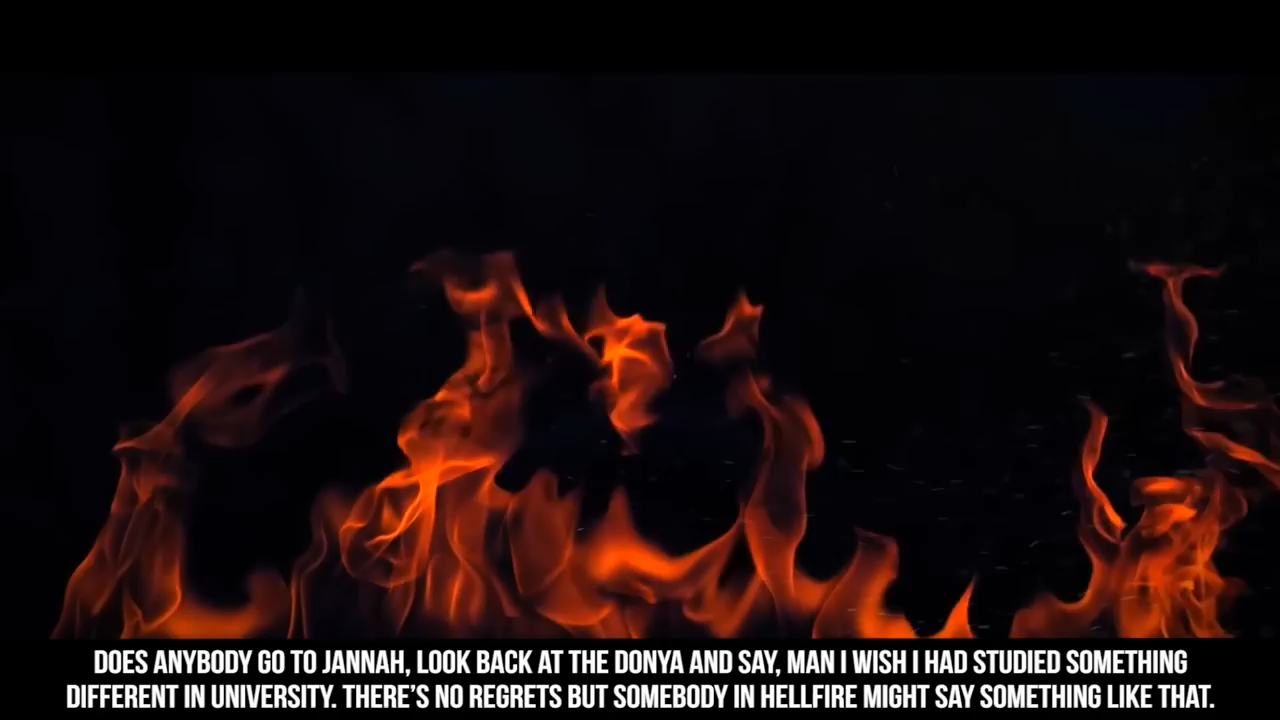 DOES ANYBODY GO TO JANNAH, LOOK BACK AT THE DONYA AND SAY, MAN I WISH I HAD STUDIED SOMETHING
DIFFERENT IN UNIVERSITY. THERE'S NO REGRETS BUT SOMEBODY IN HELLFIRE MIGHT SAY SOMETHING LIKE THAT.